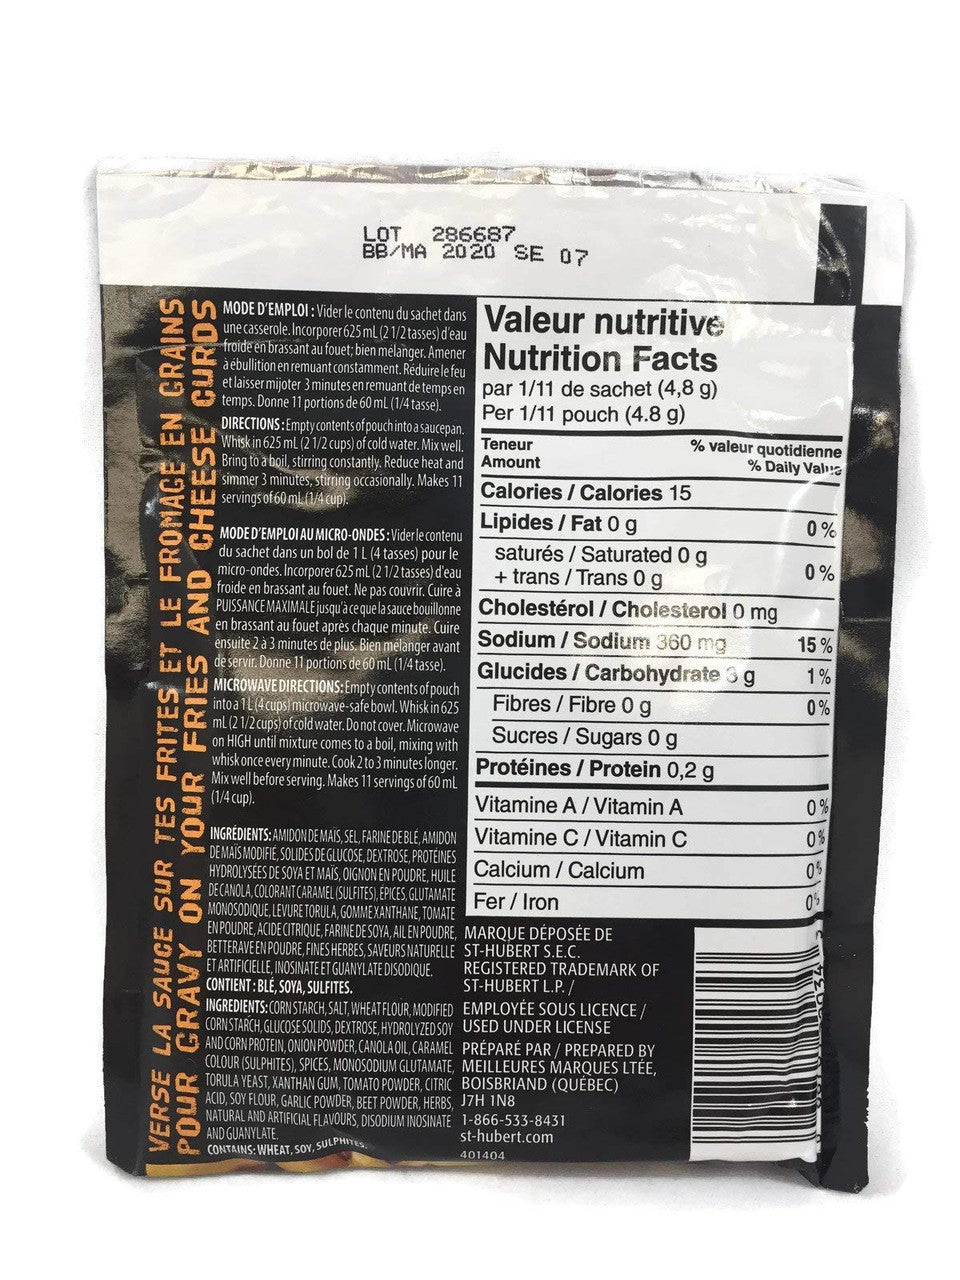 LOT 286687
BB/MA 2020 SE 07
VERSE LA SAUCE SUR TES FRITES ET LE FROMAGE EN GRAINS
POUR GRAVY ON YOUR FRIES AND CHEESE CURDS
MODE D'EMPLOI : Vider le contenu du sachet dans
une casserole. Incorporer 625 mL (2 1/2 tasses) d'eau
froide en brassant au fouet; bien mélanger. Amener
à ébullition en remuant constamment. Réduire le feu
et laisser mijoter 3 minutes en remuant de temps en
temps. Donne 11 portions de 60 mL (1/4 tasse).
DIRECTIONS : Empty contents of pouch into a saucepan.
Whisk in 625 mL (2 1/2 cups) of cold water. Mix well.
Bring to a boil, stirring constantly. Reduce heat and
simmer 3 minutes, stirring occasionally. Makes 11
servings of 60 mL (1/4 cup).
MODE D'EMPLOI AU MICRO-ONDES : Vider le contenu
du sachet dans un bol de 1 L (4 tasses) pour le
micro-ondes. Incorporer 625 mL (2 1/2 tasses) d'eau
froide en brassant au fouet. Ne pas couvrir. Cuire à
PUISSANCE MAXIMALE jusqu'à ce que la sauce bouillonne
en brassant au fouet après chaque minute. Cuire
ensuite 2 à 3 minutes de plus. Bien mélanger avant
de servir. Donne 11 portions de 60 mL (1/4 tasse).
MICROWAVE DIRECTIONS: Empty contents of pouch
into a 1 L (4 cups) microwave-safe bowl. Whisk in 625
mL (2 1/2 cups) of cold water. Do not cover. Microwave
on HIGH until mixture comes to a boil, mixing with
whisk once every minute. Cook 2 to 3 minutes longer.
Mix well before serving. Makes 11 servings of 60 mL
(1/4 cup).
INGRÉDIENTS: AMIDON DE MAÏS, SEL, FARINE DE BLÉ, AMIDON
DE MAÏS MODIFIÉ, SOLIDES DE GLUCOSE, DEXTROSE, PROTÉINES
HYDROLYSÉES DE SOYA ET MAÏS, OIGNON EN POUDRE, HUILE
DE CANOLA, COLORANT CARAMEL (SULFITES), ÉPICES, GLUTAMATE
MONOSODIQUE, LEVURE TORULA, GOMME XANTHANE, TOMATE
EN POUDRE, ACIDE CITRIQUE, FARINE DE SOYA, AIL EN POUDRE,
BETTERAVE EN POUDRE, FINES HERBES, SAVEURS NATURELLE
ET ARTIFICIELLE, INOSINATE ET GUANYLATE DISODIQUE.
CONTIENT : BLÉ, SOYA, SULFITES.
INGREDIENTS: CORN STARCH, SALT, WHEAT FLOUR, MODIFIED
CORN STARCH, GLUCOSE SOLIDS, DEXTROSE, HYDROLYZED SOY
AND CORN PROTEIN, ONION POWDER, CANOLA OIL, CARAMEL
COLOUR (SULPHITES), SPICES, MONOSODIUM GLUTAMATE,
TORULA YEAST, XANTHAN GUM, TOMATO POWDER, CITRIC
ACID, SOY FLOUR, GARLIC POWDER, BEET POWDER, HERBS,
NATURAL AND ARTIFICIAL FLAVOURS, DISODIUM INOSINATE
AND GUANYLATE.
CONTAINS: WHEAT, SOY, SULPHITES.
Valeur nutritive
Nutrition Facts
par 1/11 de sachet (4,8 g)
Per 1/11 pouch (4.8 g)
Teneur % valeur quotidienne
Amount % Daily Value
Calories / Calories 15
Lipides / Fat 0 g 0 %
saturés / Saturated 0 g
+ trans / Trans 0 g 0 %
Cholestérol / Cholesterol 0 mg
Sodium / Sodium 360 mg 15 %
Glucides / Carbohydrate 3 g 1 %
Fibres / Fibre 0 g 0 %
Sucres / Sugars 0 g
Protéines / Protein 0,2 g
Vitamine A / Vitamin A 0 %
Vitamine C / Vitamin C 0 %
Calcium / Calcium 0 %
Fer / Iron 0 %
MARQUE DÉPOSÉE DE
ST-HUBERT S.E.C.
REGISTERED TRADEMARK OF
ST-HUBERT L.P. /
EMPLOYÉE SOUS LICENCE /
USED UNDER LICENSE
PRÉPARÉ PAR / PREPARED BY
MEILLEURES MARQUES LTÉE,
BOISBRIAND (QUÉBEC)
J7H 1N8
1-866-533-8431
st-hubert.com
401404